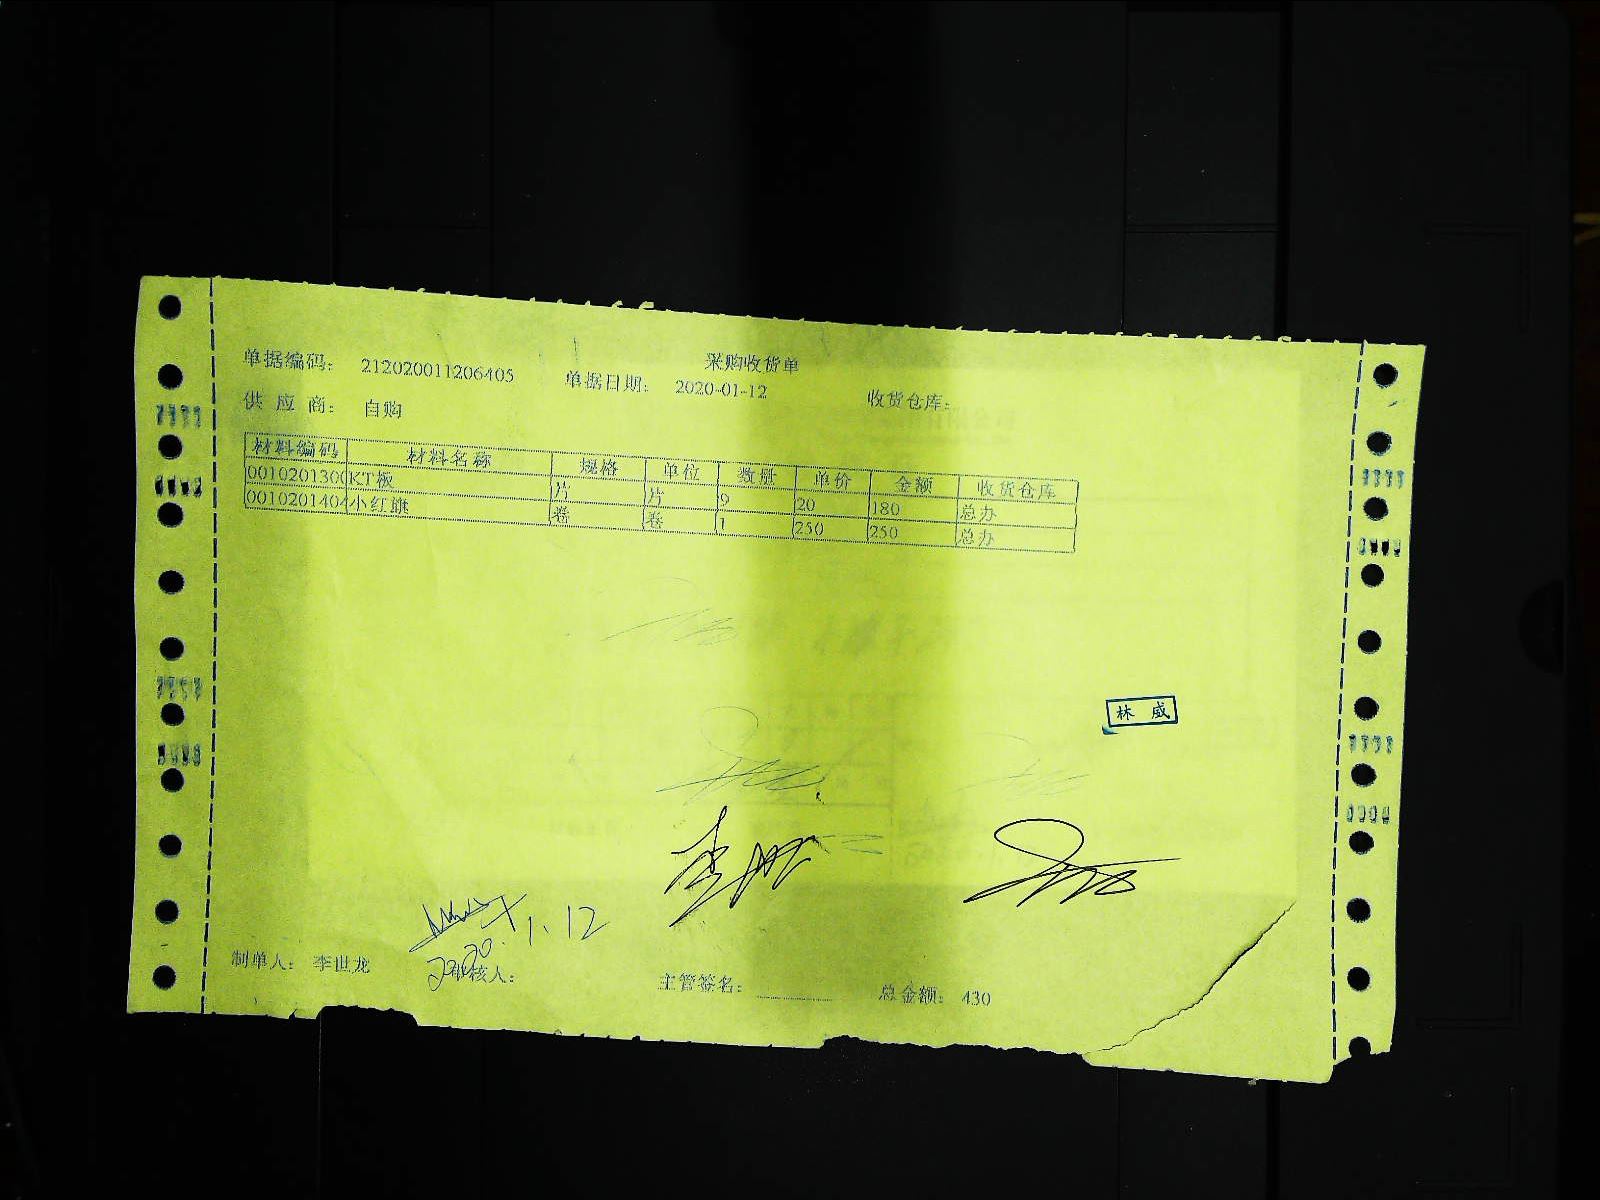 采购收货单
单据编码: 212020011206405 单据日期: 2020-01-12 收货仓库:
供应商: 自购
材料编码 材料名称 规格 单位 数量 单价 金额 收货仓库
0010201300 KT板 片 片 9 20 180 总办
0010201404 小红旗 卷 卷 1 250 250 总办
林威
2020.1.12
制单人: 李世龙 审核人: 主管签名: 总金额: 430